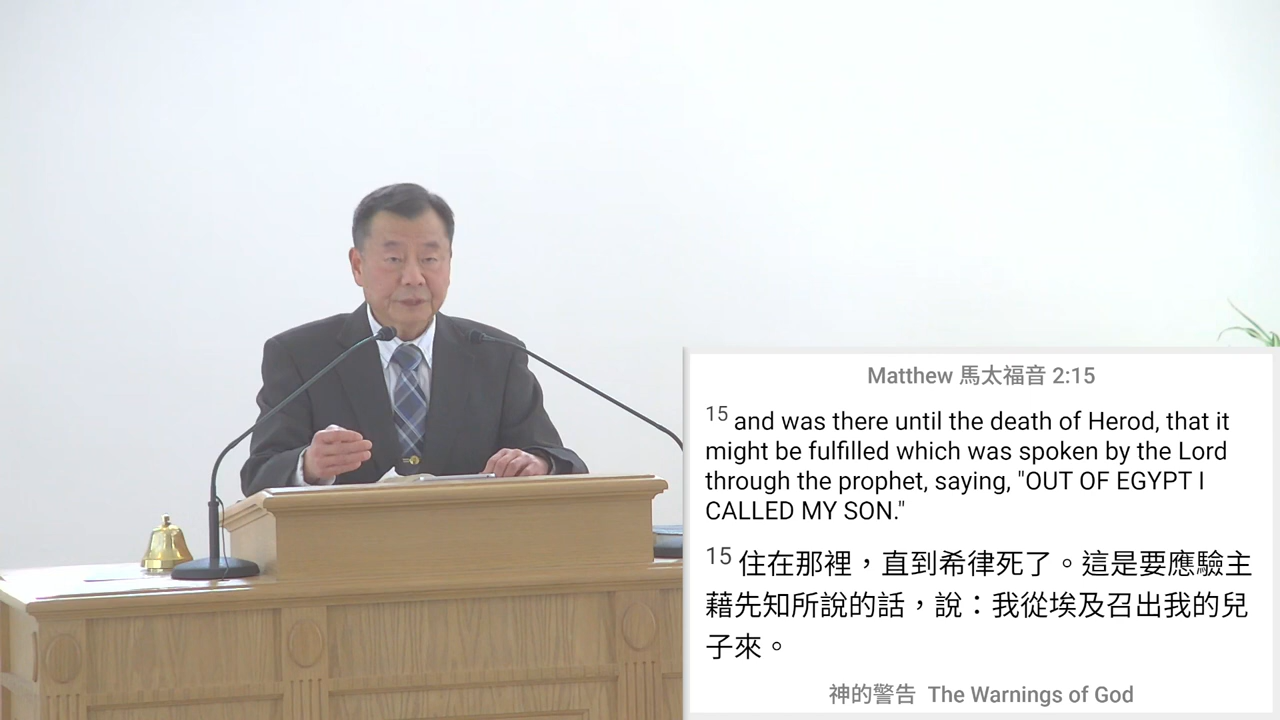 Matthew 馬太福音 2:15
15 and was there until the death of Herod, that it
might be fulfilled which was spoken by the Lord
through the prophet, saying, "OUT OF EGYPT I
CALLED MY SON."
15 住在那裡，直到希律死了。這是要應驗主
藉先知所說的話，說：我從埃及召出我的兒
子來。
神的警告 The Warnings of God